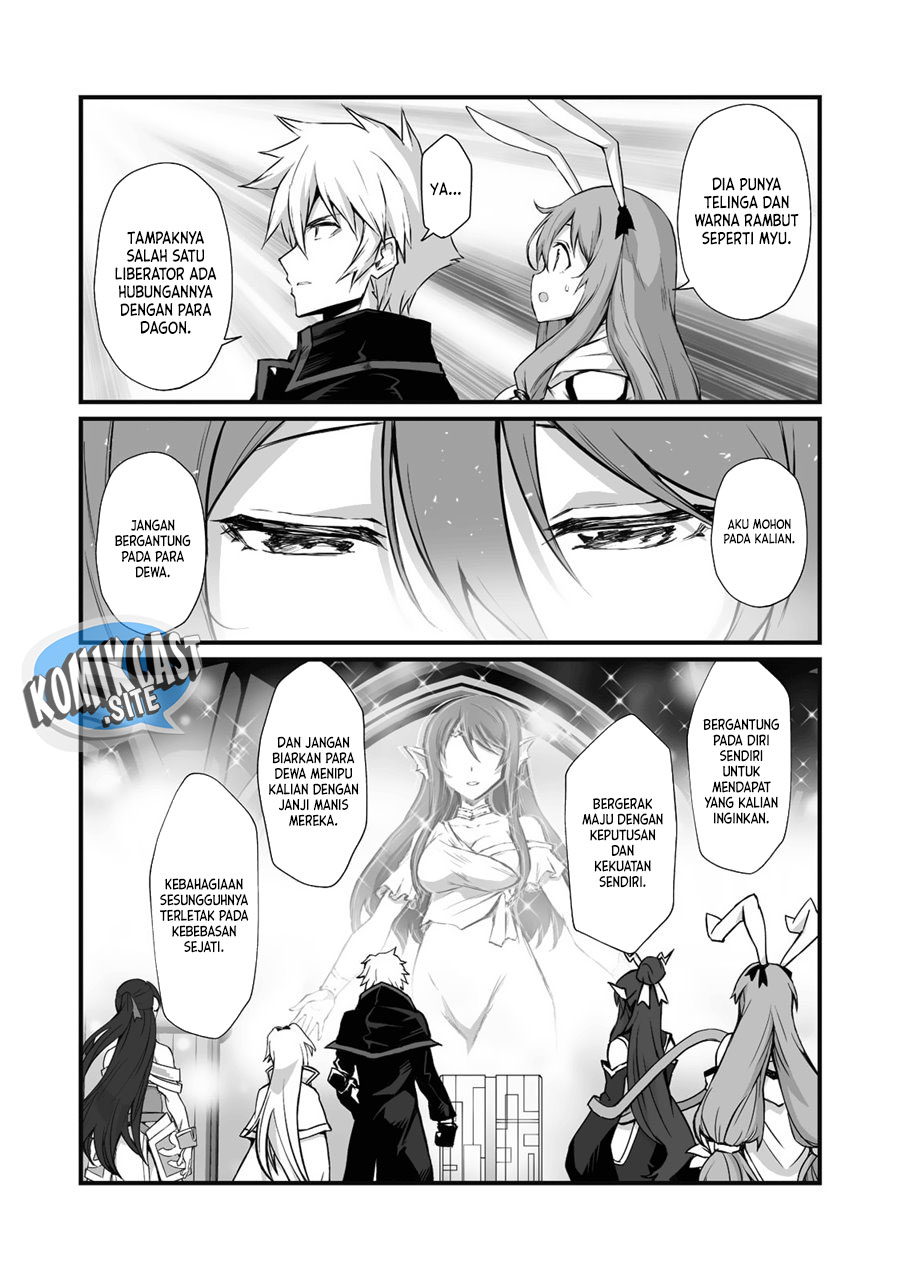 DIA PUNYA
TELINGA DAN
WARNA RAMBUT
SEPERTI MYU.
YA...
TAMPAKNYA
SALAH SATU
LIBERATOR ADA
HUBUNGANNYA
DENGAN PARA
DAGON.
AKU MOHON
PADA KALIAN.
JANGAN
BERGANTUNG
PADA PARA
DEWA.
KOMIKCAST
.SITE
BERGANTUNG
PADA DIRI
SENDIRI
UNTUK
MENDAPAT
YANG KALIAN
INGINKAN.
BERGERAK
MAJU DENGAN
KEPUTUSAN
DAN
KEKUATAN
SENDIRI.
DAN JANGAN
BIARKAN PARA
DEWA MENIPU
KALIAN DENGAN
JANJI MANIS
MEREKA.
KEBAHAGIAAN
SESUNGGUHNYA
TERLETAK PADA
KEBEBASAN
SEJATI.